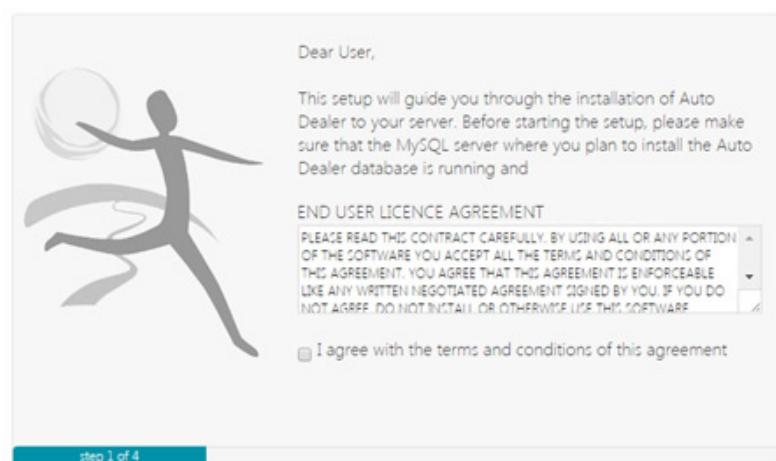 Dear User,
This setup will guide you through the installation of Auto
Dealer to your server. Before starting the setup, please make
sure that the MySQL server where you plan to install the Auto
Dealer database is running and
END USER LICENCE AGREEMENT
PLEASE READ THIS CONTRACT CAREFULLY. BY USING ALL OR ANY PORTION
OF THE SOFTWARE YOU ACCEPT ALL THE TERMS AND CONDITIONS OF
THIS AGREEMENT. YOU AGREE THAT THIS AGREEMENT IS ENFORCEABLE
LIKE ANY WRITTEN NEGOTIATED AGREEMENT SIGNED BY YOU. IF YOU DO
NOT AGREE, DO NOT INSTALL OR OTHERWISE USE THIS SOFTWARE
I agree with the terms and conditions of this agreement
step 1 of 4